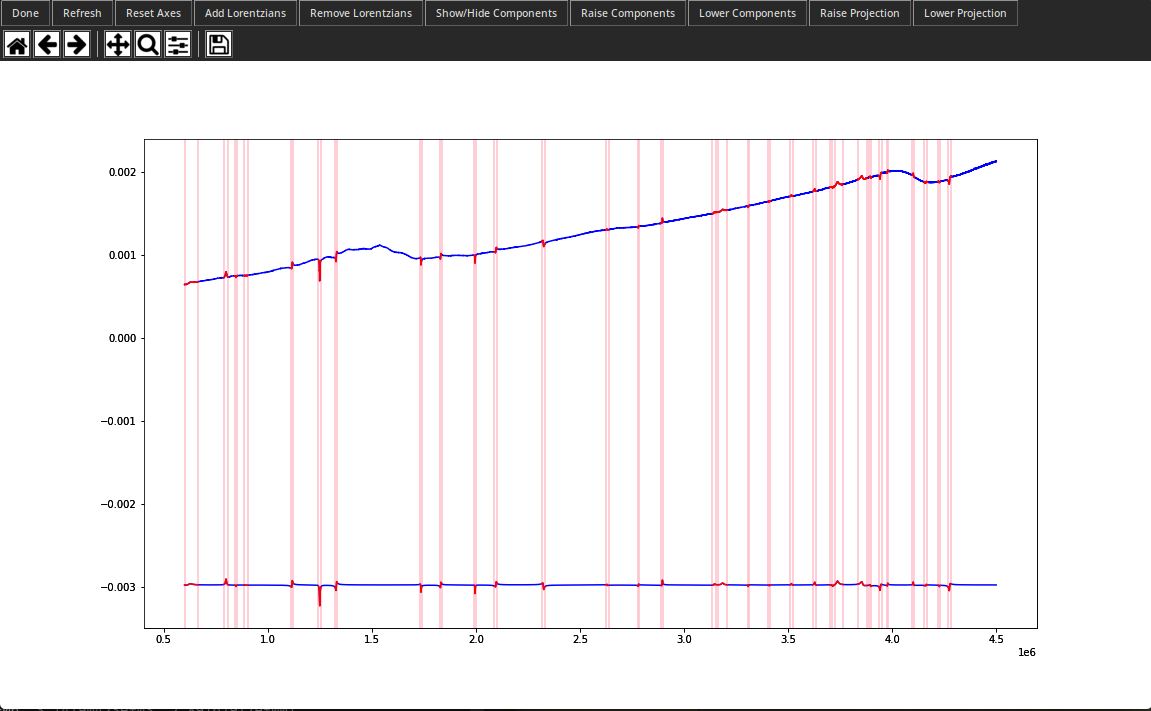 Done Refresh Reset Axes Add Lorentzians Remove Lorentzians Show/Hide Components Raise Components Lower Components Raise Projection Lower Projection
0.002
0.001
0.000
−0.001
−0.002
−0.003
0.5 1.0 1.5 2.0 2.5 3.0 3.5 4.0 4.5
1e6